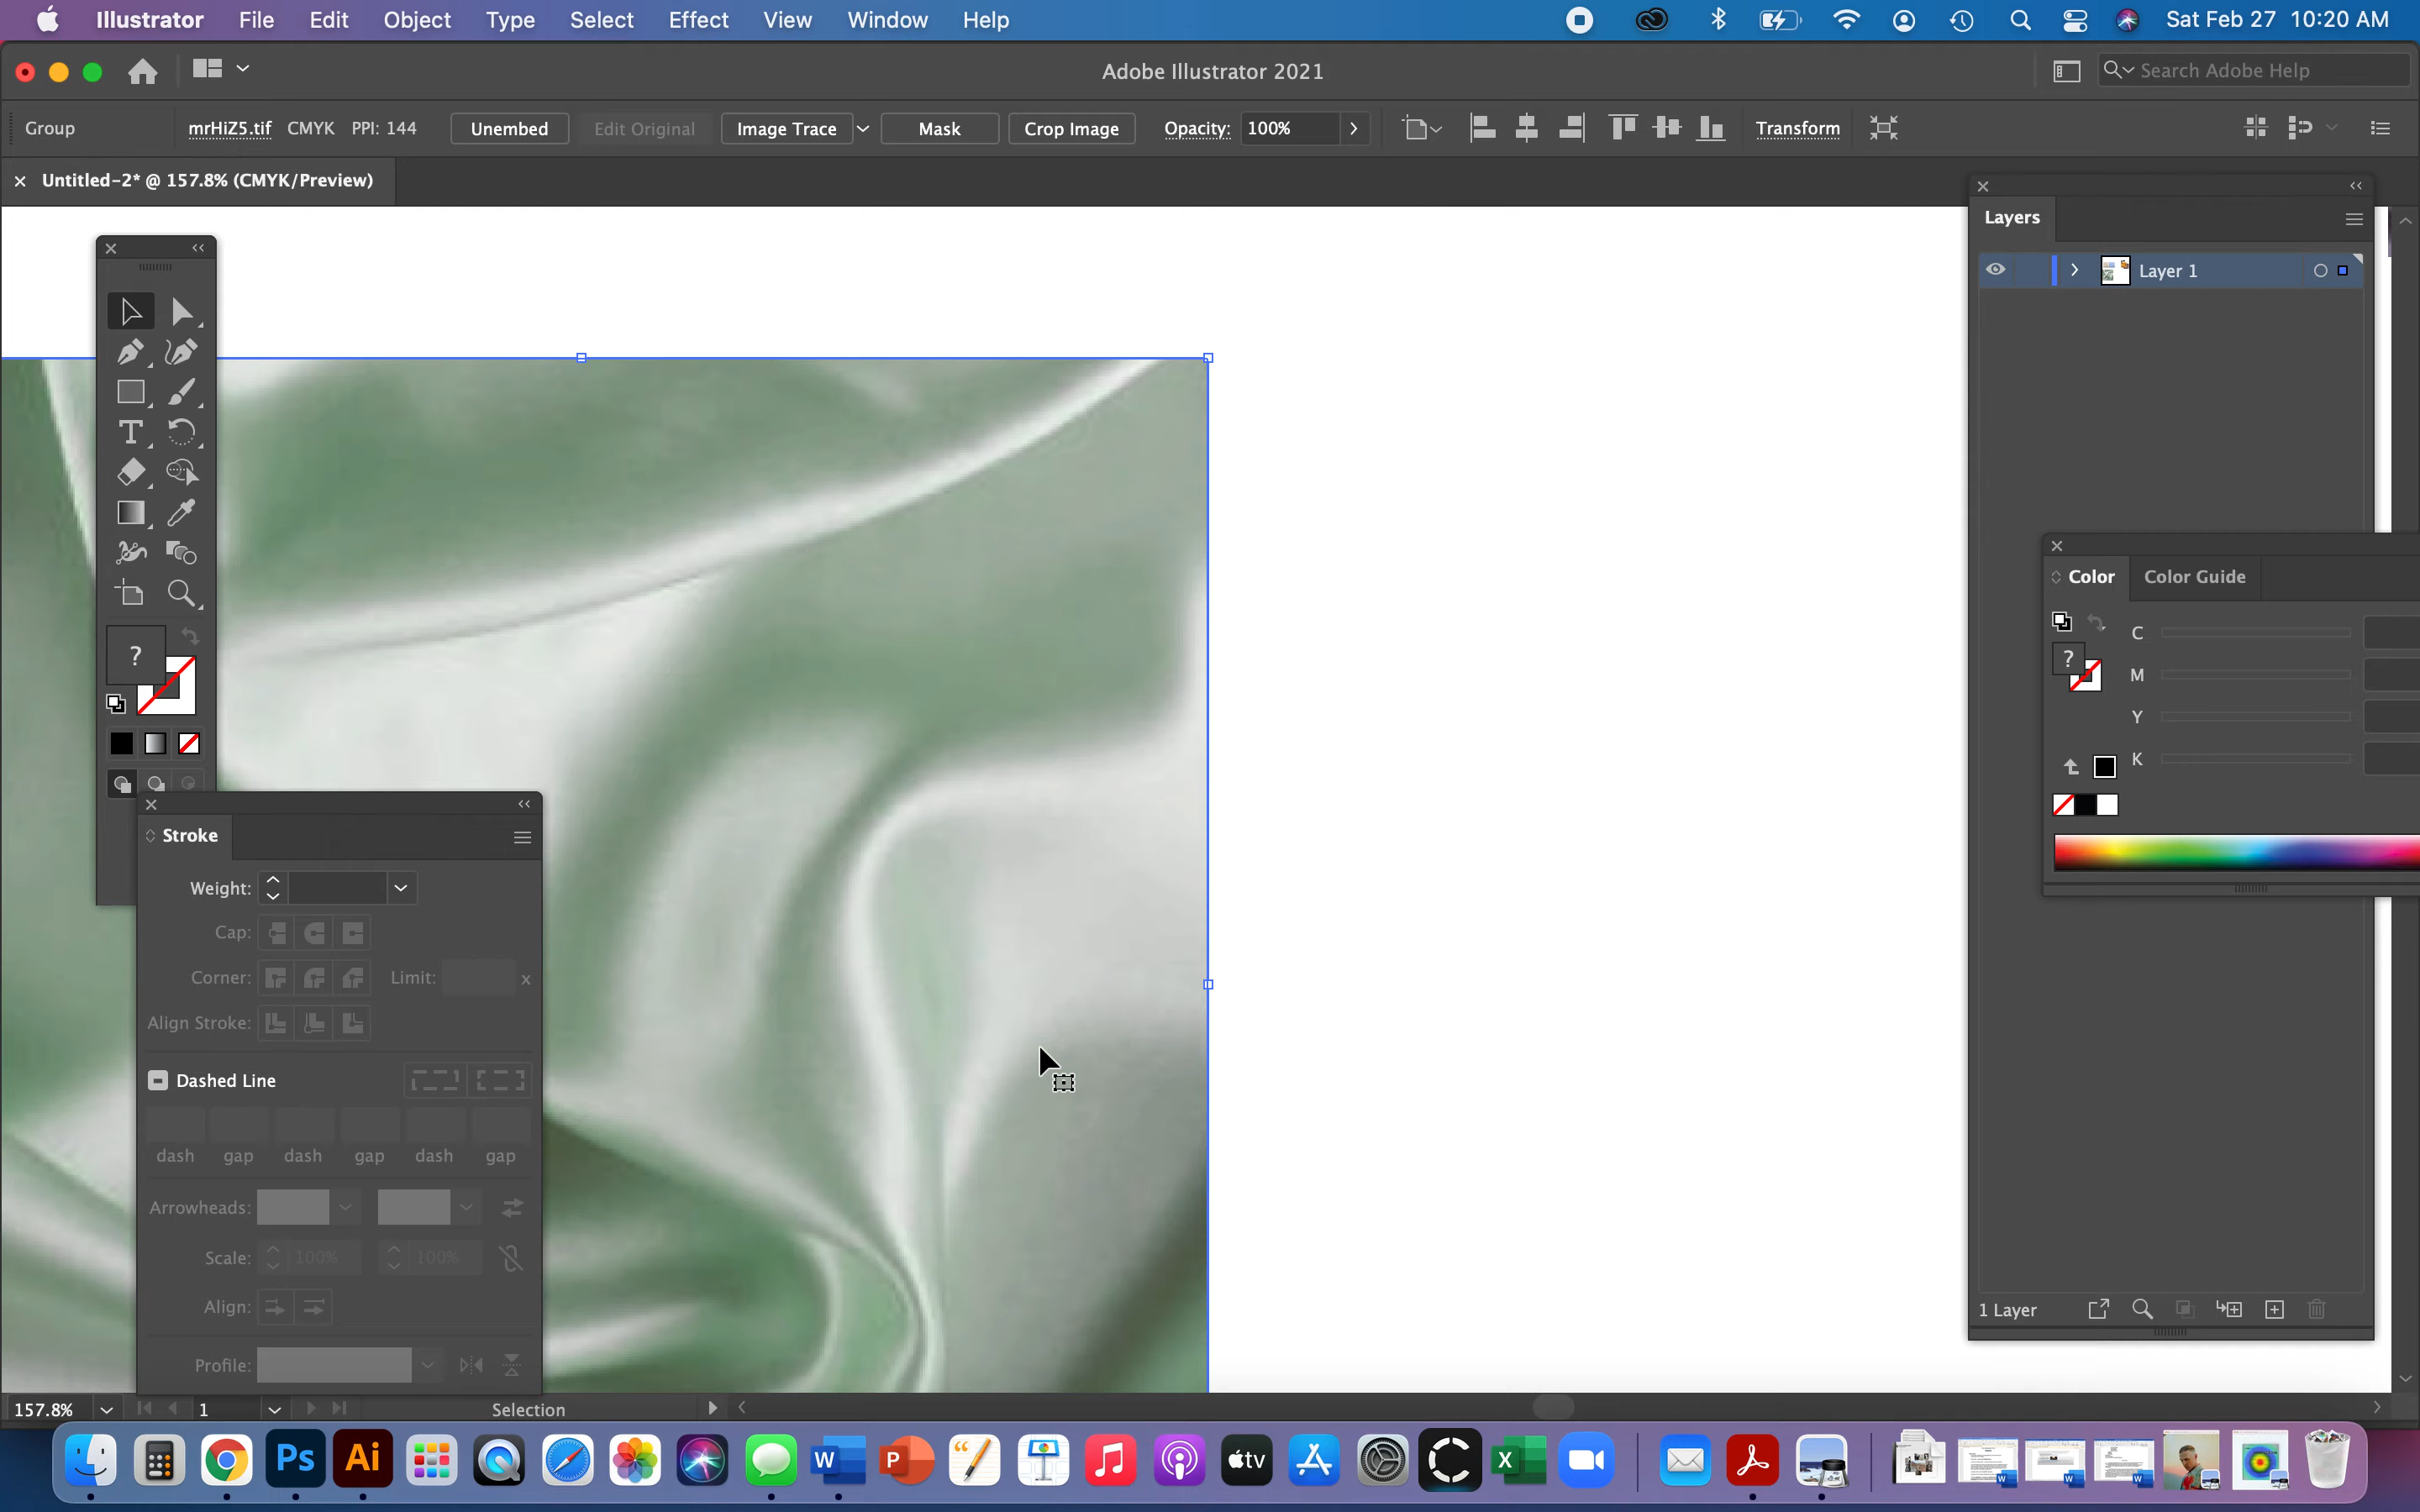 Illustrator File Edit Object Type Select Effect View Window Help Sat Feb 27 10:20 AM
Adobe Illustrator 2021
Search Adobe Help
Group mrHiZ5.tif CMYK PPI: 144 Unembed Edit Original Image Trace Mask Crop Image Opacity: 100% Transform
× Untitled-2* @ 157.8% (CMYK/Preview)
Layers
Layer 1
T
Color Color Guide
C
?
?
M
Y
K
Stroke
Weight:
Cap:
Corner: Limit: x
Align Stroke:
Dashed Line
dash gap dash gap dash gap
Arrowheads:
Scale: 100% 100%
Align:
Profile:
1 Layer
157.8% 1 Selection
Ps Ai W P tv X
W W W